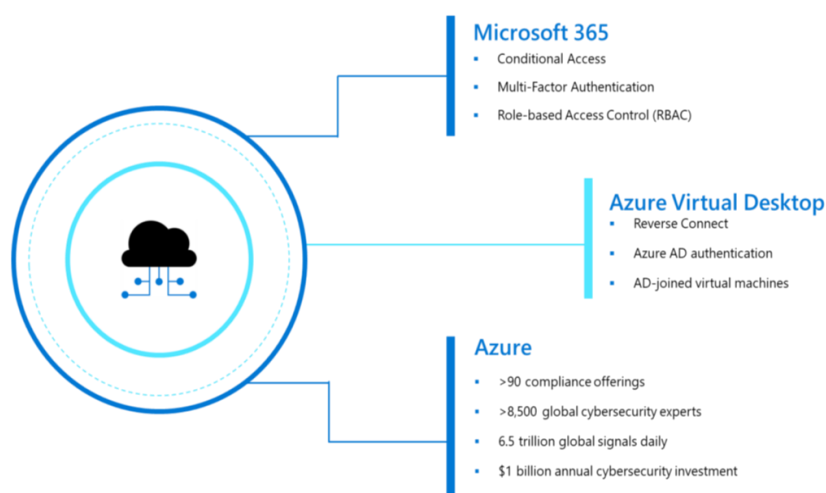 Microsoft 365
▪ Conditional Access
▪ Multi-Factor Authentication
▪ Role-based Access Control (RBAC)
Azure Virtual Desktop
▪ Reverse Connect
▪ Azure AD authentication
▪ AD-joined virtual machines
Azure
▪ >90 compliance offerings
▪ >8,500 global cybersecurity experts
▪ 6.5 trillion global signals daily
▪ $1 billion annual cybersecurity investment